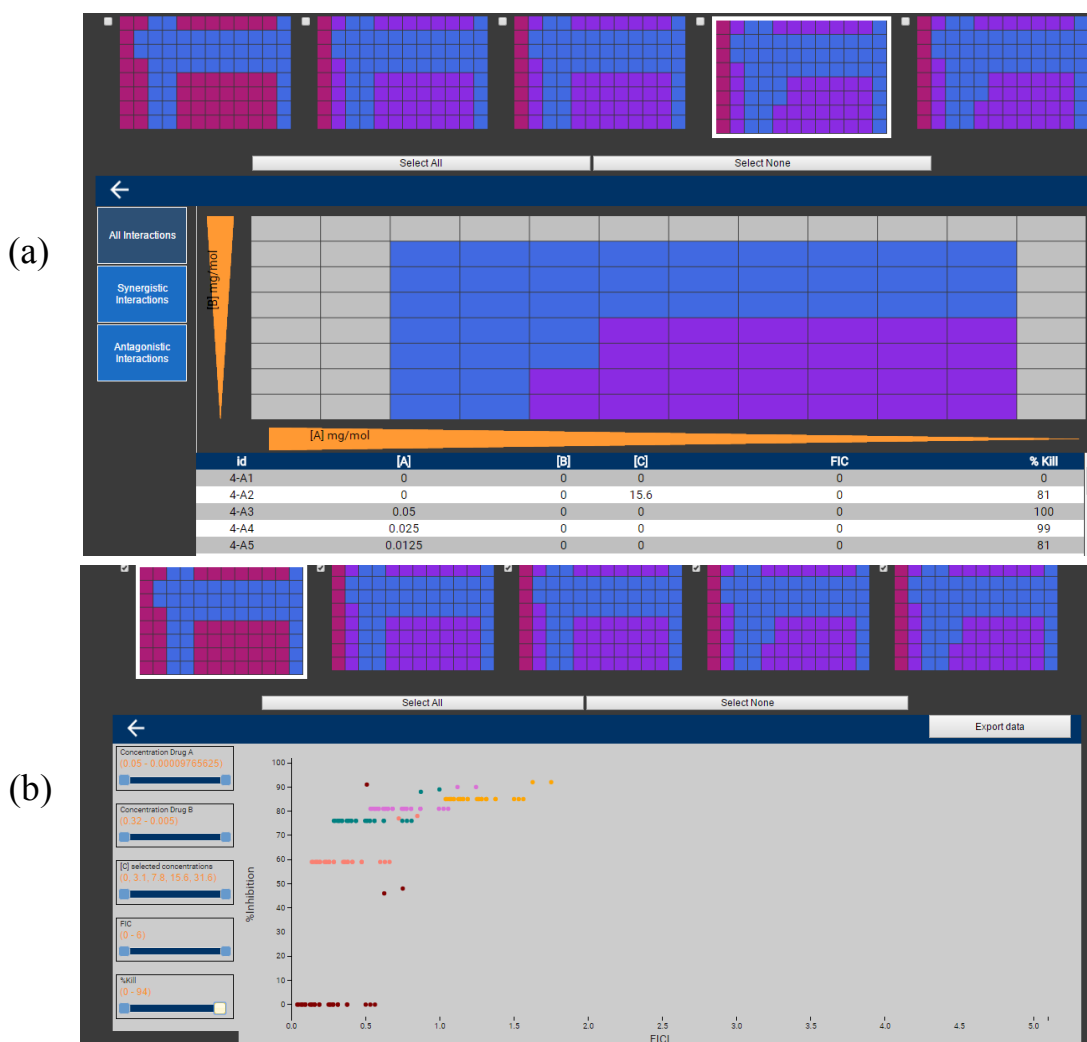 Select All Select None
(a)
All Interactions
Synergistic
Interactions
Antagonistic
Interactions
[B] mg/mol
[A] mg/mol
id [A] [B] [C] FIC % Kill
4-A1 0 0 0 0 0
4-A2 0 0 15.6 0 81
4-A3 0.05 0 0 0 100
4-A4 0.025 0 0 0 99
4-A5 0.0125 0 0 0 81
Select All Select None
Export data
(b)
Concentration Drug A
(0.05 - 0.00009765625)
Concentration Drug B
(0.32 - 0.005)
[C] selected concentrations
(0, 3.1, 7.8, 15.6, 31.6)
FIC
(0 - 6)
%Kill
(0 - 94)
%Inhibition
100
90
80
70
60
50
40
30
20
10
0
0.0 0.5 1.0 1.5 2.0 2.5 3.0 3.5 4.0 4.5 5.0
FICI